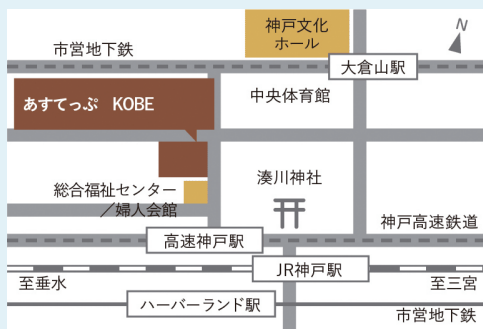 神戸文化
ホール
N
市営地下鉄
大倉山駅
あすてっぷ KOBE
中央体育館
総合福祉センター
／婦人会館
湊川神社
神戸高速鉄道
高速神戸駅
JR神戸駅
至垂水
至三宮
ハーバーランド駅
市営地下鉄